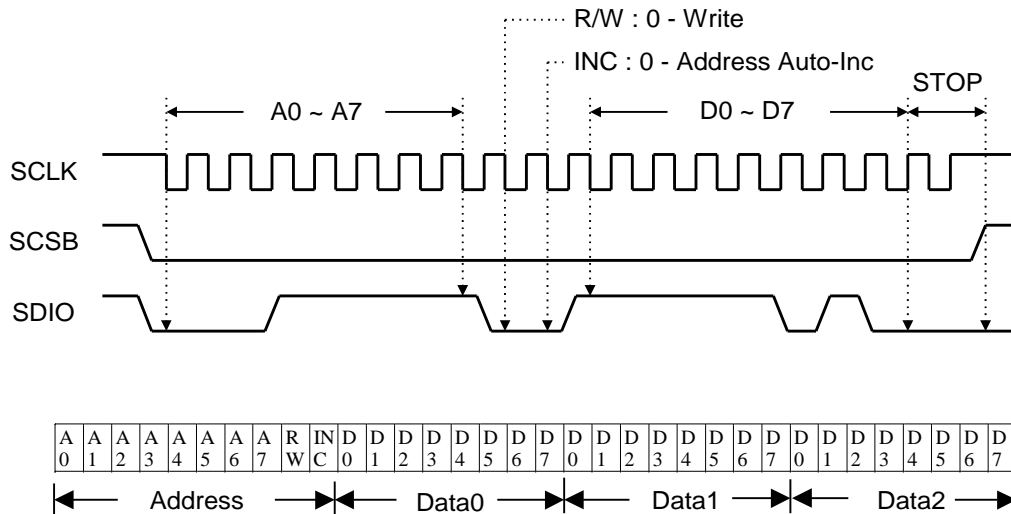 R/W : 0 - Write
INC : 0 - Address Auto-Inc
STOP
A0 ~ A7
D0 ~ D7
SCLK
SCSB
SDIO
A0 A1 A2 A3 A4 A5 A6 A7 RW INC D0 D1 D2 D3 D4 D5 D6 D7 D0 D1 D2 D3 D4 D5 D6 D7 D0 D1 D2 D3 D4 D5 D6 D7
Address Data0 Data1 Data2